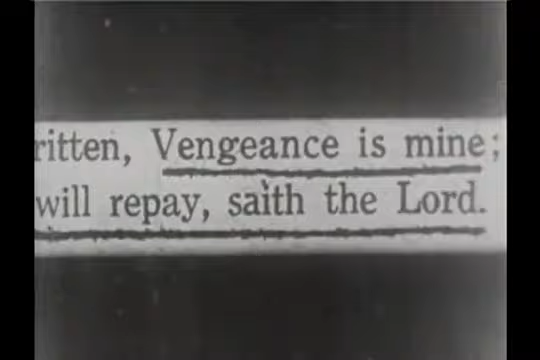 ritten, Vengeance is mine;
will repay, saith the Lord.